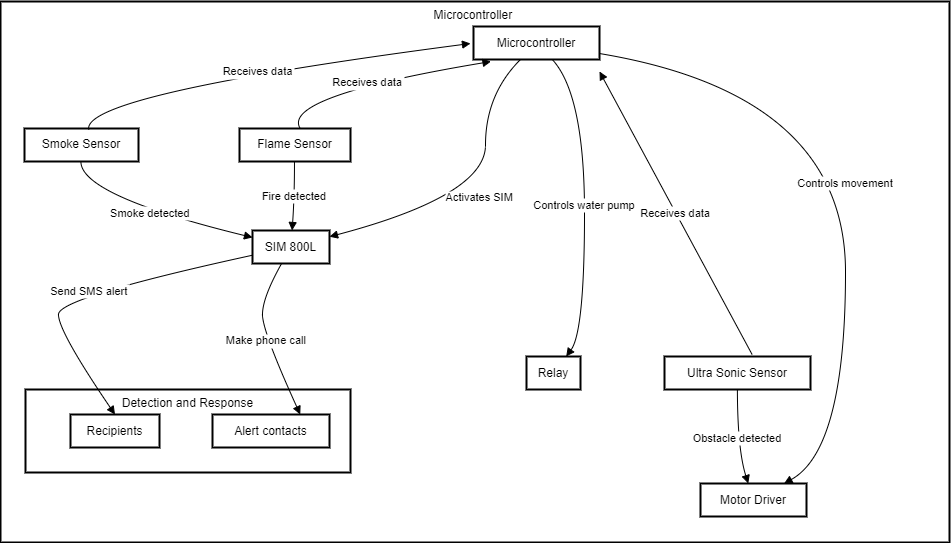 Microcontroller
Microcontroller
Receives data
Receives data
Smoke Sensor
Flame Sensor
Controls movement
Fire detected
Activates SIM
Controls water pump
Smoke detected
Receives data
SIM 800L
Send SMS alert
Make phone call
Relay
Ultra Sonic Sensor
Detection and Response
Recipients
Alert contacts
Obstacle detected
Motor Driver